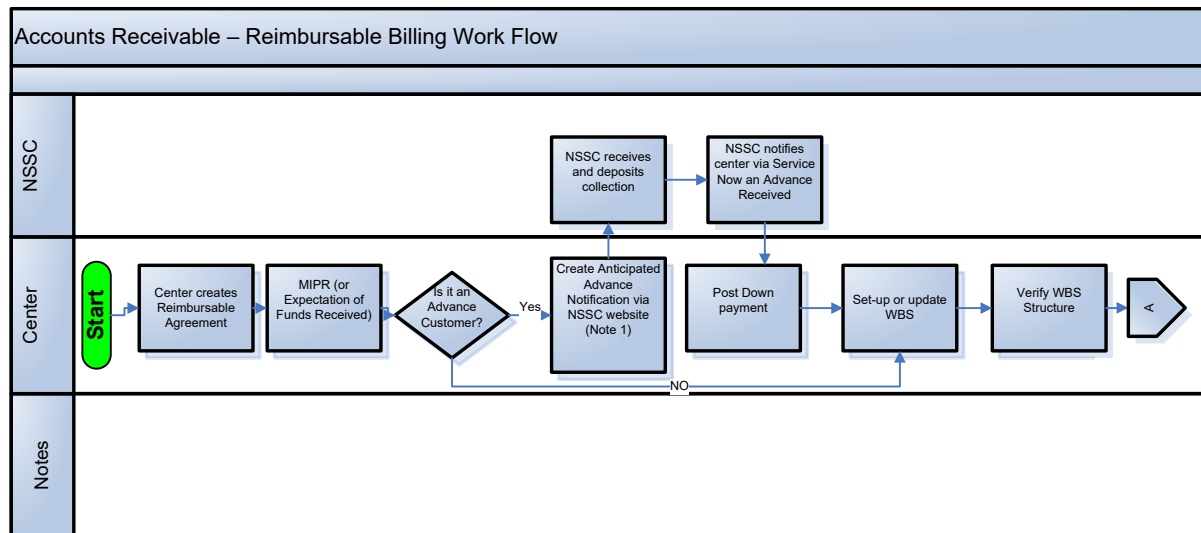 Accounts Receivable – Reimbursable Billing Work Flow
NSSC
NSSC receives
and deposits
collection
NSSC notifies
center via Service
Now an Advance
Received
Center
Start
Center creates
Reimbursable
Agreement
MIPR (or
Expectation of
Funds Received)
Is it an
Advance
Customer?
Yes
NO
Create Anticipated
Advance
Notification via
NSSC website
(Note 1)
Post Down
payment
Set-up or update
WBS
Verify WBS
Structure
A
Notes